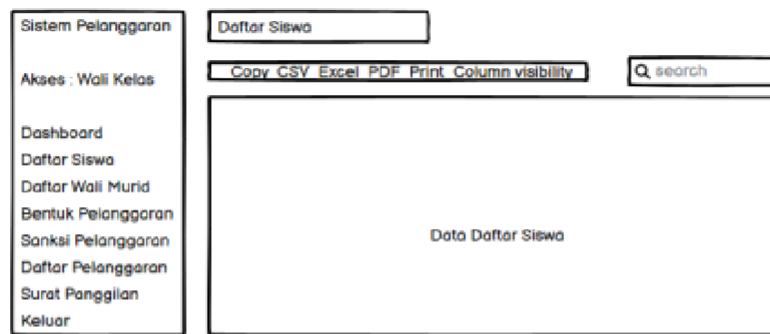 Sistem Pelanggaran
Akses : Wali Kelas
Dashboard
Daftar Siswa
Daftar Wali Murid
Bentuk Pelanggaran
Sanksi Pelanggaran
Daftar Pelanggaran
Surat Panggilan
Keluar
Daftar Siswa
Copy CSV Excel PDF Print Column visibility
search
Data Daftar Siswa